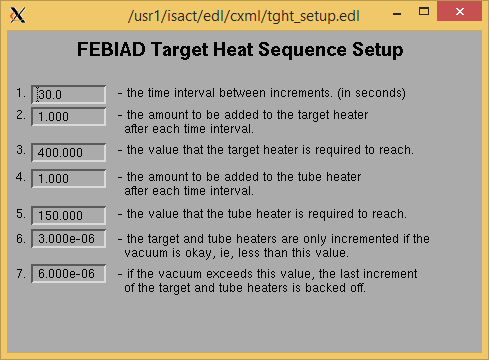 /usr1/isact/edl/cxml/tght_setup.edl
FEBIAD Target Heat Sequence Setup
1. 30.0 - the time interval between increments. (in seconds)
2. 1.000 - the amount to be added to the target heater
after each time interval.
3. 400.000 - the value that the target heater is required to reach.
4. 1.000 - the amount to be added to the tube heater
after each time interval.
5. 150.000 - the value that the tube heater is required to reach.
6. 3.000e-06 - the target and tube heaters are only incremented if the
vacuum is okay, ie, less than this value.
7. 6.000e-06 - if the vacuum exceeds this value, the last increment
of the target and tube heaters is backed off.